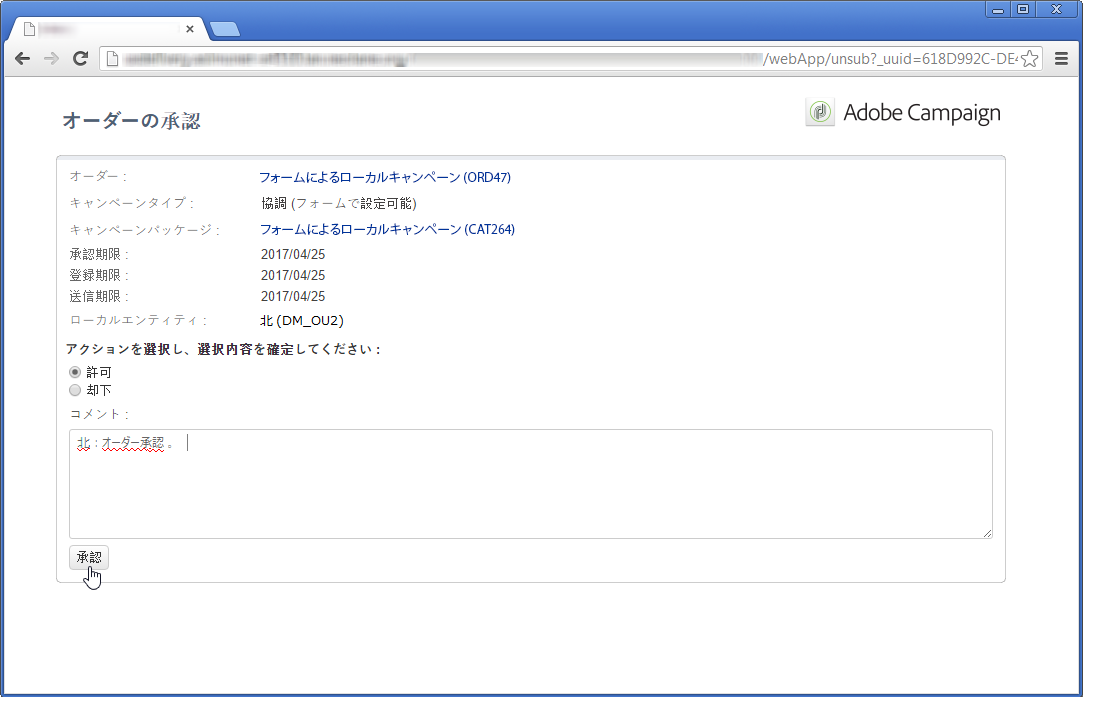 /webApp/unsub?_uuid=618D992C-DE4
オーダーの承認
Adobe Campaign
オーダー : フォームによるローカルキャンペーン (ORD47)
キャンペーンタイプ : 協調 (フォームで設定可能)
キャンペーンパッケージ : フォームによるローカルキャンペーン (CAT264)
承認期限 : 2017/04/25
登録期限 : 2017/04/25
送信期限 : 2017/04/25
ローカルエンティティ : 北 (DM_OU2)
アクションを選択し、選択内容を確定してください :
許可
却下
コメント :
北 : オーダー承認 。
承認